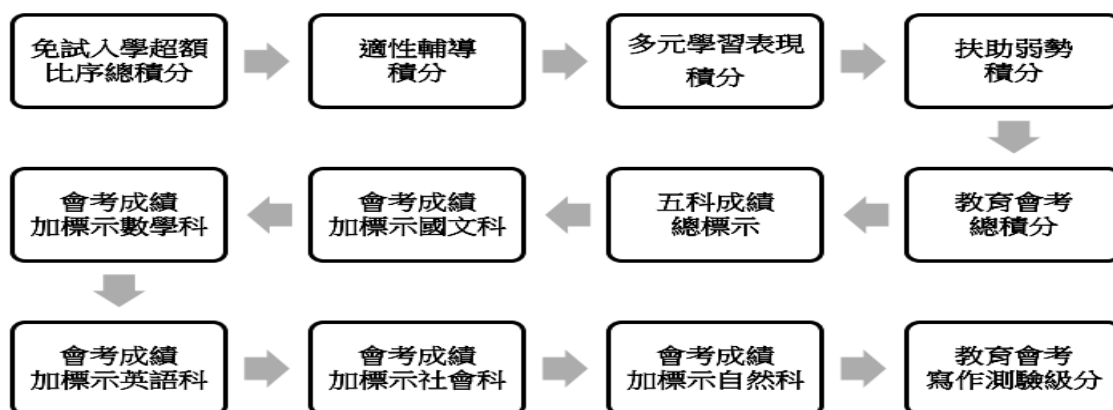 免試入學超額
比序總積分
適性輔導
積分
多元學習表現
積分
扶助弱勢
積分
教育會考
總積分
五科成績
總標示
會考成績
加標示國文科
會考成績
加標示數學科
會考成績
加標示英語科
會考成績
加標示社會科
會考成績
加標示自然科
教育會考
寫作測驗級分